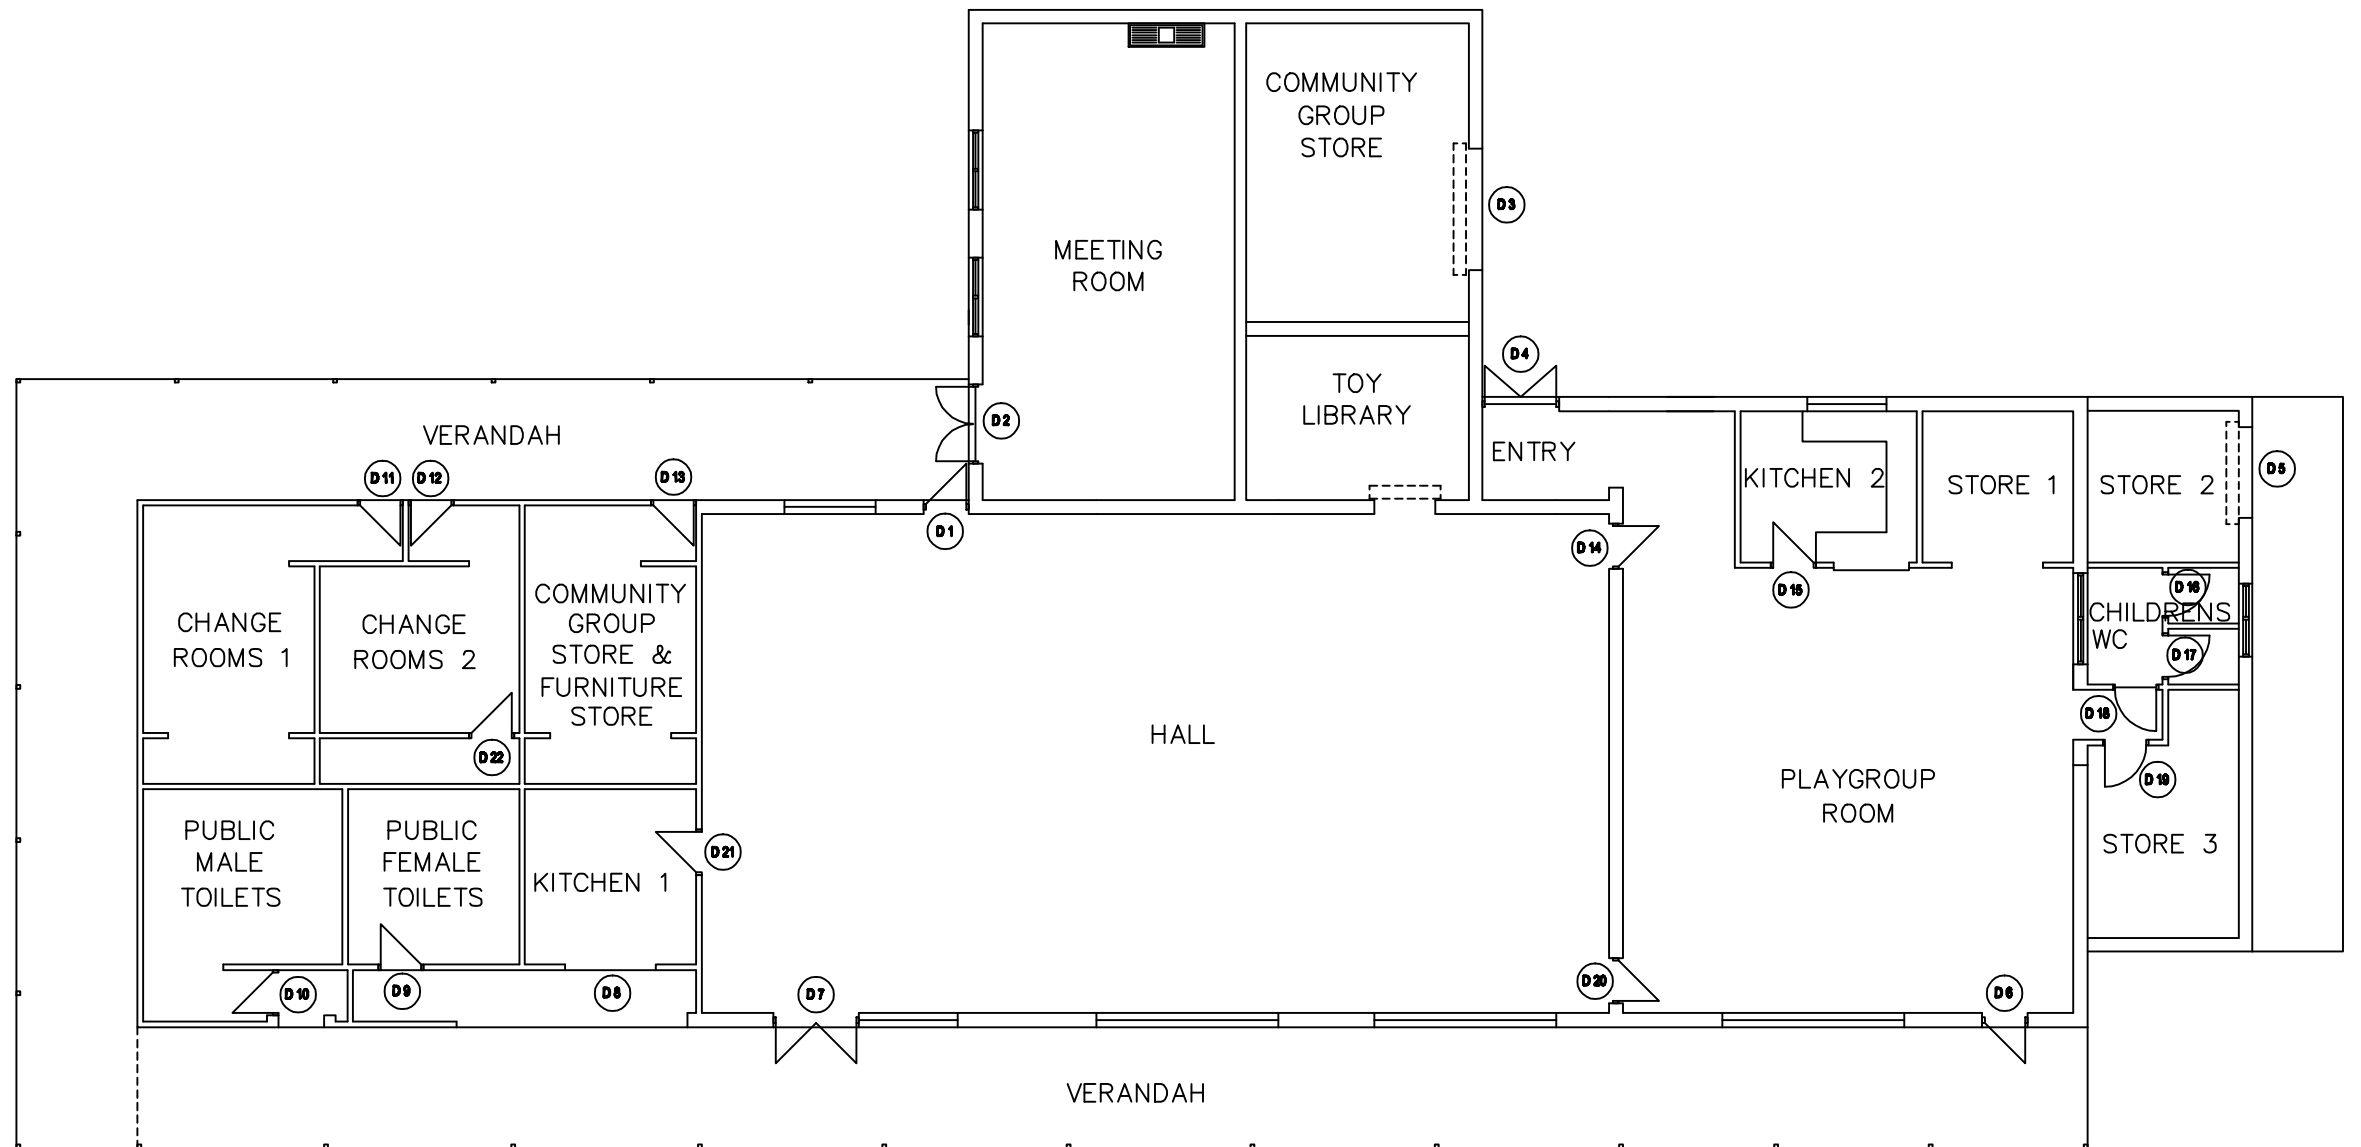 COMMUNITY
GROUP
STORE
D3
MEETING
ROOM
D4
TOY
LIBRARY
D2
VERANDAH
ENTRY
D11
D12
D13
KITCHEN 2
STORE 1
STORE 2
D5
D1
D14
D15
D16
CHILDRENS
WC
D17
CHANGE
ROOMS 1
CHANGE
ROOMS 2
COMMUNITY
GROUP
STORE &
FURNITURE
STORE
D22
HALL
D18
D19
PLAYGROUP
ROOM
STORE 3
PUBLIC
MALE
TOILETS
PUBLIC
FEMALE
TOILETS
KITCHEN 1
D21
D10
D9
D8
D7
D20
D6
VERANDAH